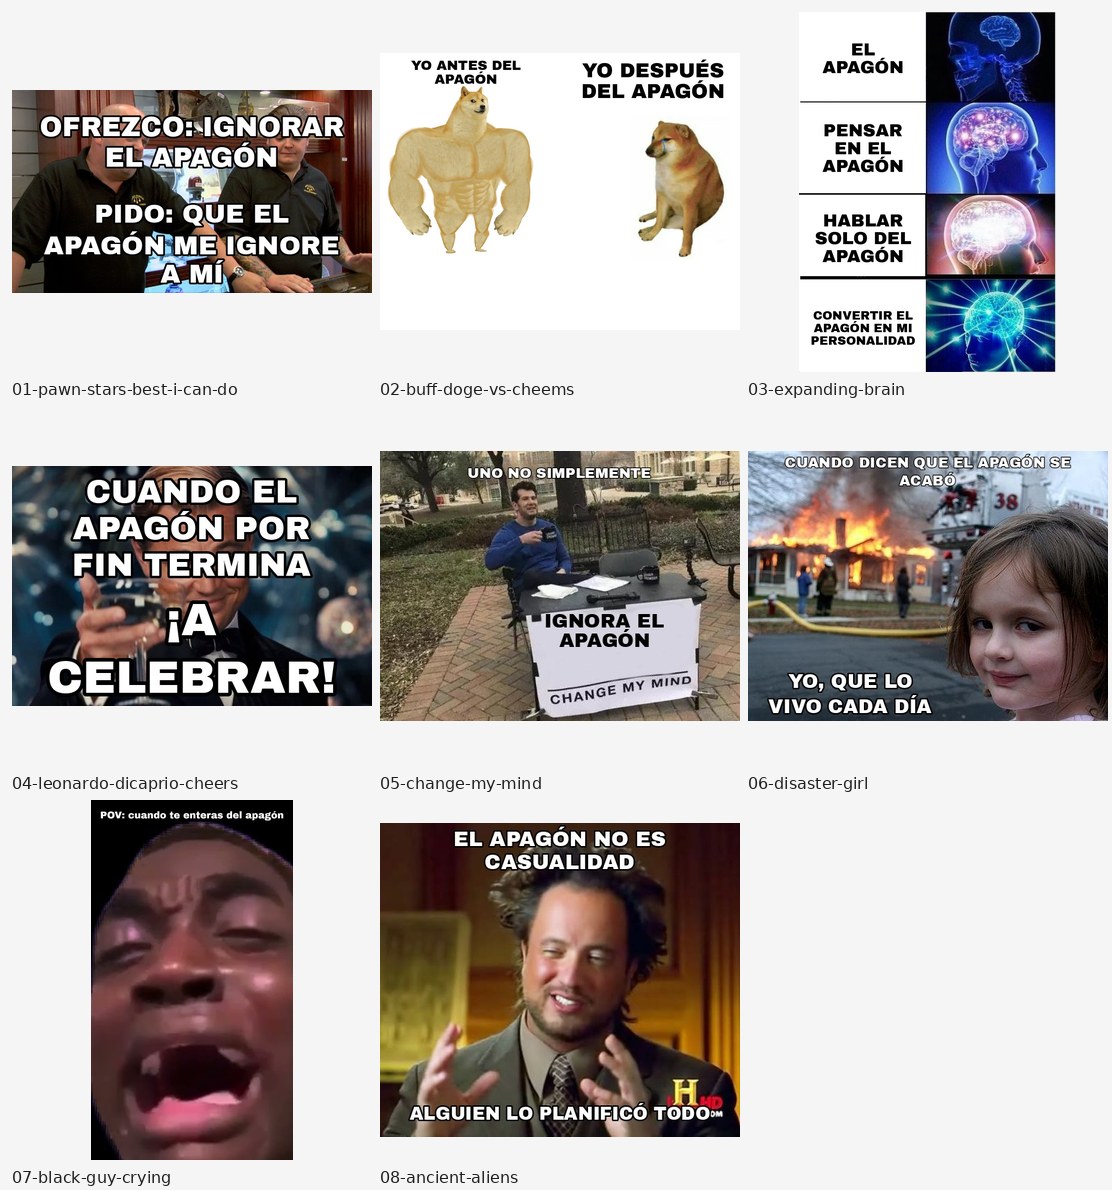 OFREZCO: IGNORAR
EL APAGÓN
PIDO: QUE EL
APAGÓN ME IGNORE
A MÍ
01-pawn-stars-best-i-can-do
YO ANTES DEL
APAGÓN
YO DESPUÉS
DEL APAGÓN
02-buff-doge-vs-cheems
EL
APAGÓN
PENSAR
EN EL
APAGÓN
HABLAR
SOLO DEL
APAGÓN
CONVERTIR EL
APAGÓN EN MI
PERSONALIDAD
03-expanding-brain
CUANDO EL
APAGÓN POR
FIN TERMINA
¡A
CELEBRAR!
04-leonardo-dicaprio-cheers
UNO NO SIMPLEMENTE
IGNORA EL
APAGÓN
CHANGE MY MIND
05-change-my-mind
CUANDO DICEN QUE EL APAGÓN SE
ACABÓ
38
YO, QUE LO
VIVO CADA DÍA
06-disaster-girl
POV: cuando te enteras del apagón
07-black-guy-crying
EL APAGÓN NO ES
CASUALIDAD
H
HD
ALGUIEN LO PLANIFICÓ TODO
08-ancient-aliens